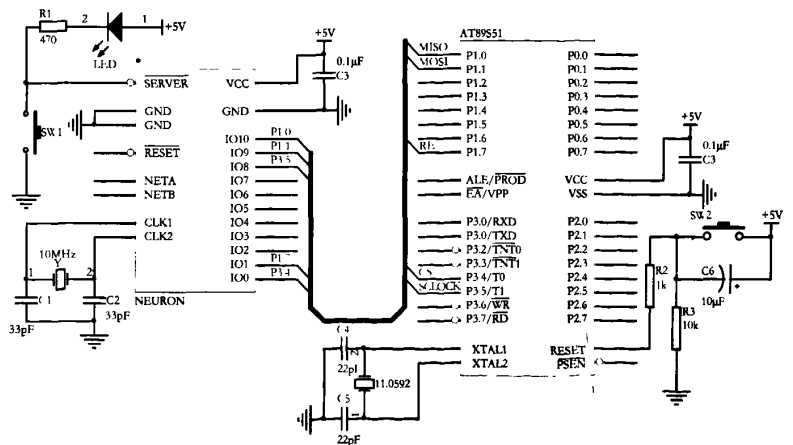 R1
470
2
1
+5V
LED
SW1
SERVER
GND
GND
RESET
NETA
NETB
CLK1
CLK2
NEURON
VCC
GND
IO10
IO9
IO8
IO7
IO6
IO5
IO4
IO3
IO2
IO1
IO0
+5V
0.1μF
C3
P1.0
P1.1
P3.5
P1.7
P3.4
10MHz
Y
1
2
C1
33pF
C2
33pF
AT89S51
MISO
MOSI
RE
CS
SCLOCK
P1.0
P1.1
P1.2
P1.3
P1.4
P1.5
P1.6
P1.7
ALE/PROD
EA/VPP
P3.0/RXD
P3.0/TXD
P3.2/TNT0
P3.3/TNT1
P3 4/T0
P3 5/T1
P3.6/WR
P3.7/RD
XTAL1
XTAL2
P0.0
P0.1
P0.2
P0.3
P0.4
P0.5
P0.6
P0.7
VCC
VSS
P2.0
P2.1
P2.2
P2.3
P2.4
P2.5
P2.6
P2.7
RESET
PSEN
+5V
0.1μF
C3
SW2
+5V
R2
1k
C6
10μF
+
R3
10k
C4
22pF
2
11.0592
1
C5
22pF